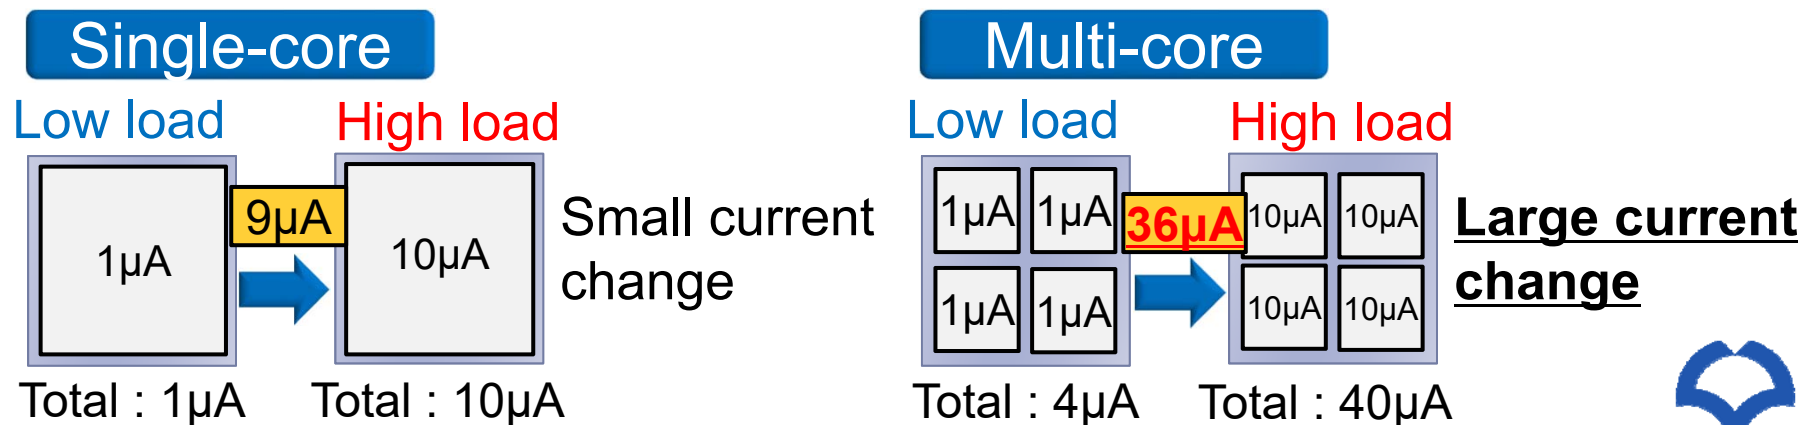 Single-core
Low load
High load
1µA
9µA
10µA
Small current
change
Total : 1µA
Total : 10µA
Multi-core
Low load
High load
1µA
1µA
1µA
1µA
36µA
10µA
10µA
10µA
10µA
Large current
change
Total : 4µA
Total : 40µA